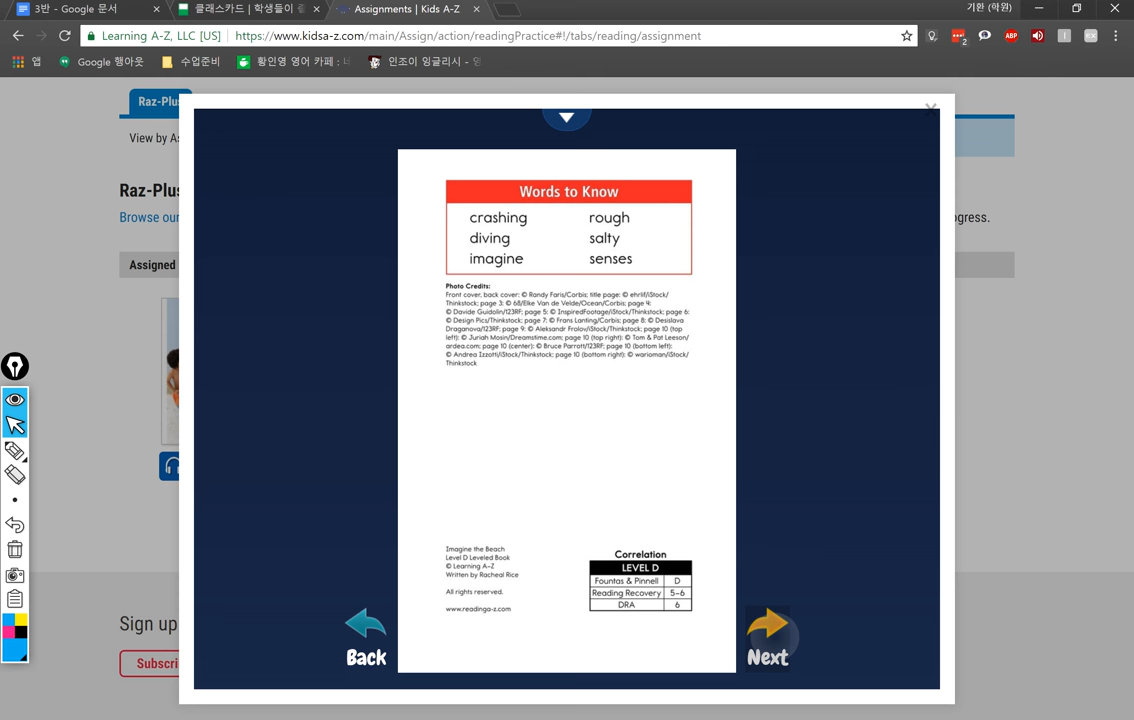 3반 - Google 문서
클래스카드 | 학생들이 좋
Assignments | Kids A-Z
기환 (학원)
Learning A-Z, LLC [US]
https://www.kidsa-z.com/main/Assign/action/readingPractice#!/tabs/reading/assignment
2
ABP
앱
Google 행아웃
수업준비
황인영 영어 카페 : 네
인조이 잉글리시 -
Raz-Plus
View by As
Raz-Plus
Browse our
ogress.
Assigned
Words to Know
crashing rough
diving salty
imagine senses
Photo Credits:
Front cover, back cover: © Randy Faris/Corbis; title page: © ehrlif/iStock/
Thinkstock; page 3: © 68/Elke Van de Velde/Ocean/Corbis; page 4:
© Davide Guidolin/123RF; page 5: © InspiredFootage/iStock/Thinkstock; page 6:
© Design Pics/Thinkstock; page 7: © Frans Lanting/Corbis; page 8: © Desislava
Draganova/123RF; page 9: © Aleksandr Frolov/iStock/Thinkstock; page 10 (top
left): © Juriah Mosin/Dreamstime.com; page 10 (top right): © Tom & Pat Leeson/
ardea.com; page 10 (center): © Bruce Parrott/123RF; page 10 (bottom left):
© Andrea Izzotti/iStock/Thinkstock; page 10 (bottom right): © warioman/iStock/
Thinkstock
Imagine the Beach
Level D Leveled Book
© Learning A–Z
Written by Racheal Rice
All rights reserved.
www.readinga-z.com
Correlation
LEVEL D
Fountas & Pinnell D
Reading Recovery 5–6
DRA 6
Back
Next
Sign up
Subscri